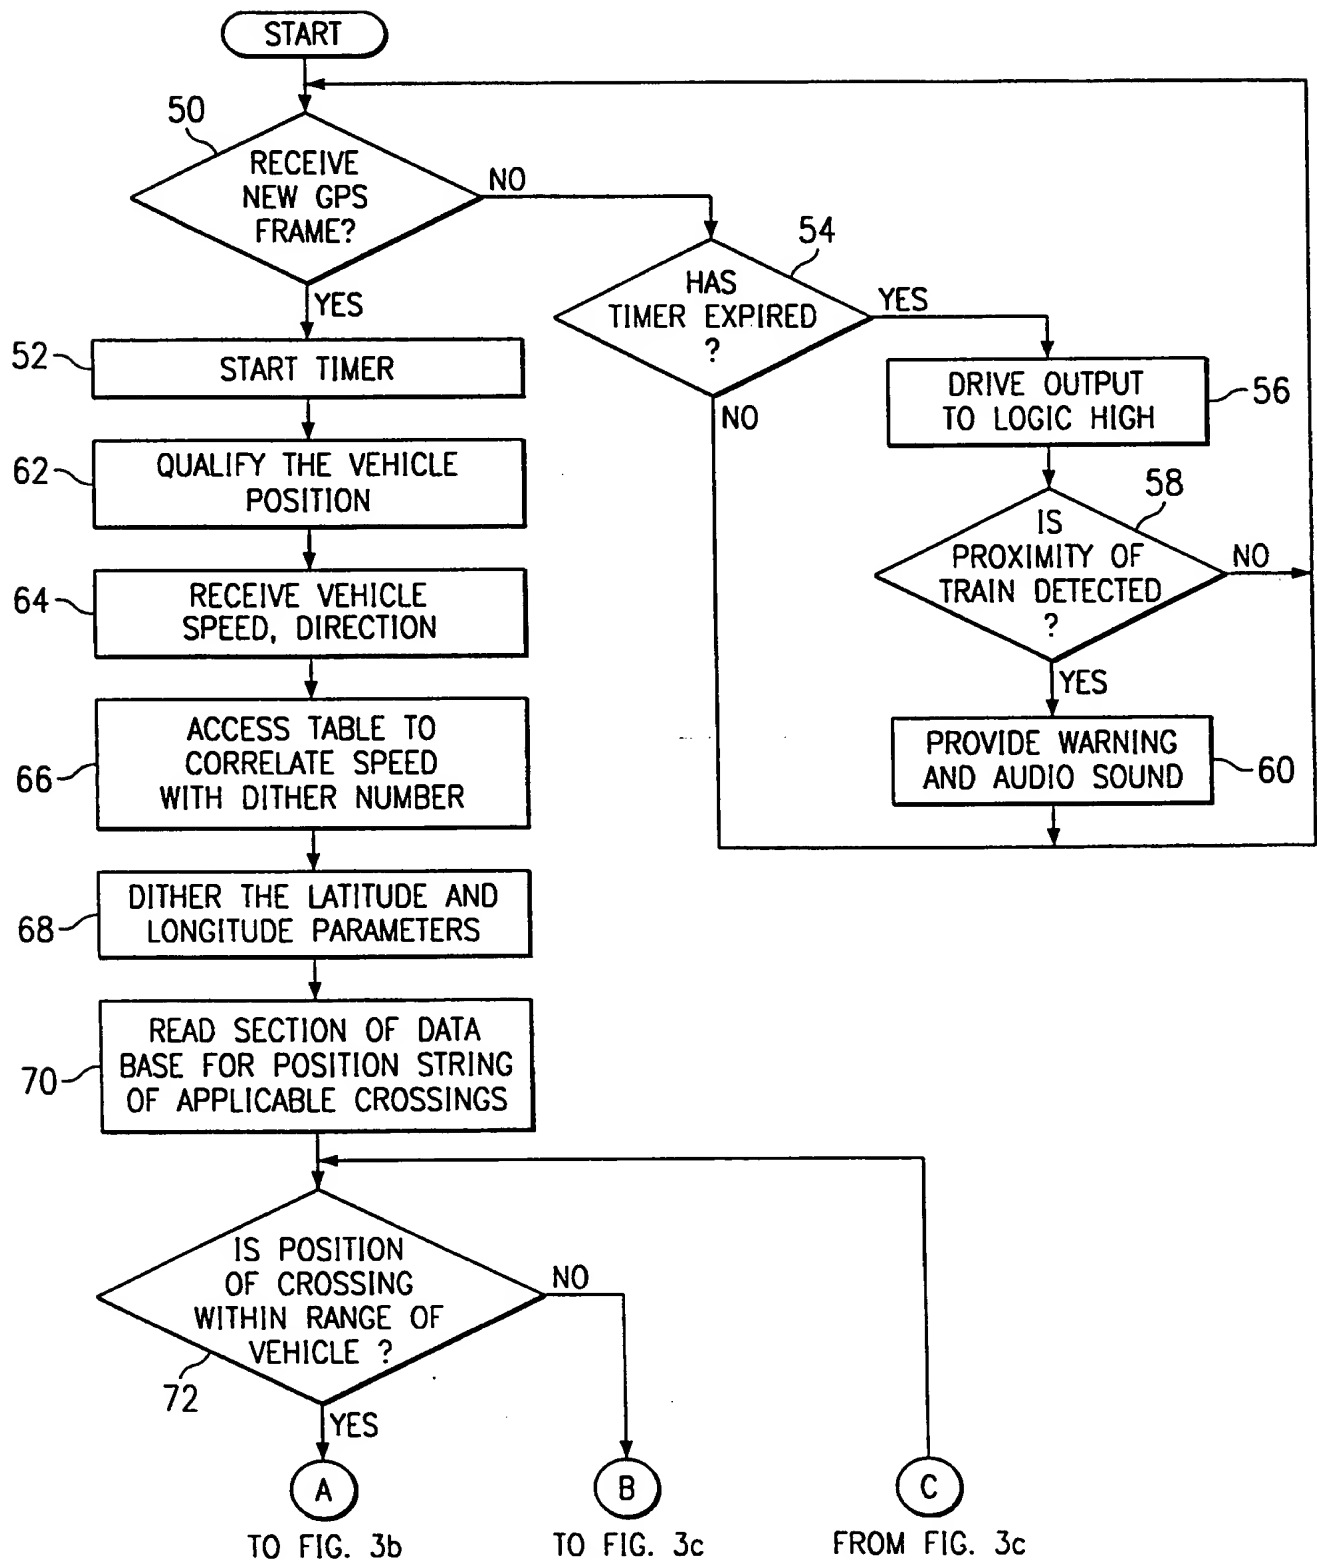 START
50
RECEIVE
NEW GPS
FRAME?
NO
YES
54
HAS
TIMER EXPIRED
?
YES
NO
52
START TIMER
DRIVE OUTPUT
TO LOGIC HIGH
56
62
QUALIFY THE VEHICLE
POSITION
58
IS
PROXIMITY OF
TRAIN DETECTED
?
NO
YES
64
RECEIVE VEHICLE
SPEED, DIRECTION
66
ACCESS TABLE TO
CORRELATE SPEED
WITH DITHER NUMBER
PROVIDE WARNING
AND AUDIO SOUND
60
68
DITHER THE LATITUDE AND
LONGITUDE PARAMETERS
70
READ SECTION OF DATA
BASE FOR POSITION STRING
OF APPLICABLE CROSSINGS
IS POSITION
OF CROSSING
WITHIN RANGE OF
VEHICLE ?
NO
72
YES
A
TO FIG. 3b
B
TO FIG. 3c
C
FROM FIG. 3c